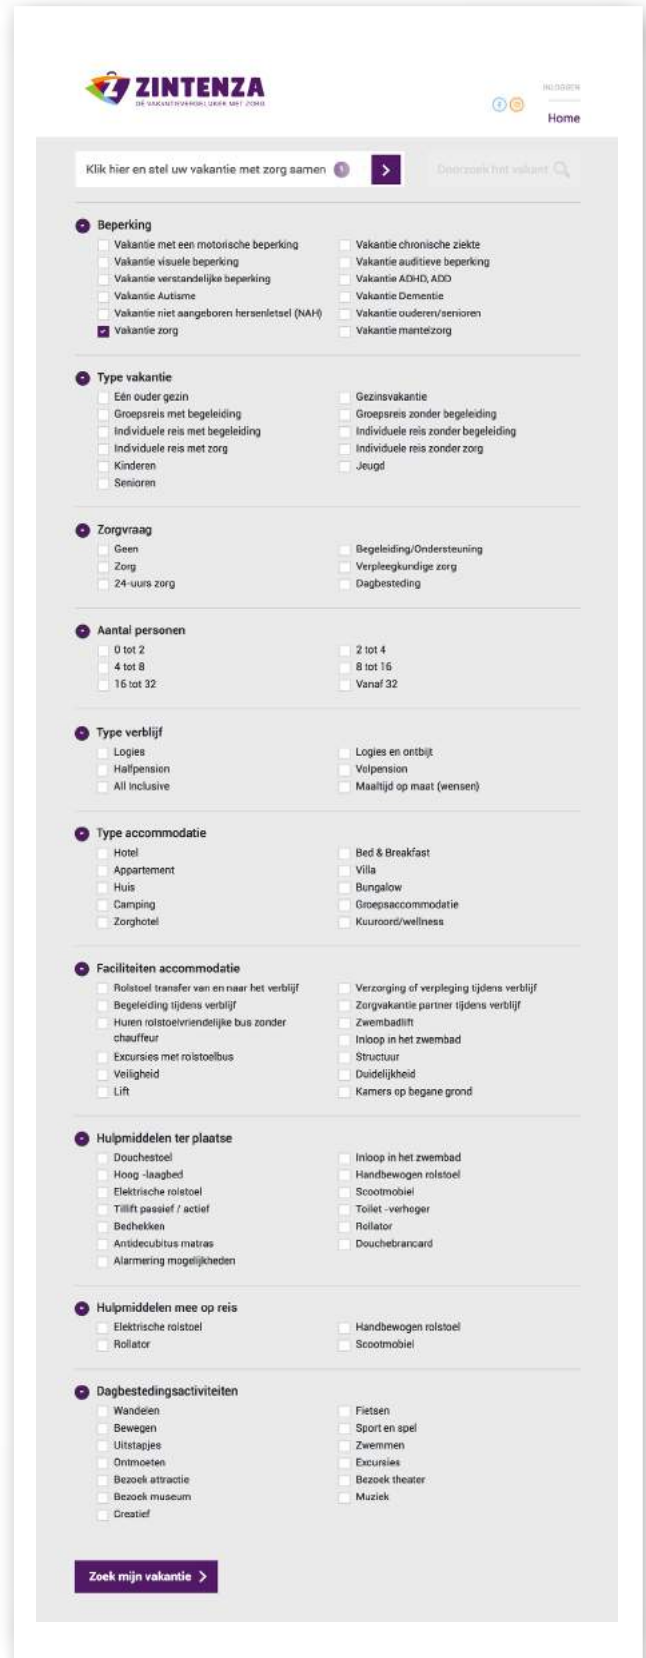 ZINTENZA
DÉ VAKANTIEVERGELIJKER MET ZORG
INLOGGEN
Home
Klik hier en stel uw vakantie met zorg samen 1
Doorzoek het vakant
Beperking
Vakantie met een motorische beperking
Vakantie chronische ziekte
Vakantie visuele beperking
Vakantie auditieve beperking
Vakantie verstandelijke beperking
Vakantie ADHD, ADD
Vakantie Autisme
Vakantie Dementie
Vakantie niet aangeboren hersenletsel (NAH)
Vakantie ouderen/senioren
Vakantie zorg
Vakantie mantelzorg
Type vakantie
Eén ouder gezin
Gezinsvakantie
Groepsreis met begeleiding
Groepsreis zonder begeleiding
Individuele reis met begeleiding
Individuele reis zonder begeleiding
Individuele reis met zorg
Individuele reis zonder zorg
Kinderen
Jeugd
Senioren
Zorgvraag
Geen
Begeleiding/Ondersteuning
Zorg
Verpleegkundige zorg
24-uurs zorg
Dagbesteding
Aantal personen
0 tot 2
2 tot 4
4 tot 8
8 tot 16
16 tot 32
Vanaf 32
Type verblijf
Logies
Logies en ontbijt
Halfpension
Volpension
All Inclusive
Maaltijd op maat (wensen)
Type accommodatie
Hotel
Bed & Breakfast
Appartement
Villa
Huis
Bungalow
Camping
Groepsaccommodatie
Zorghotel
Kuuroord/wellness
Faciliteiten accommodatie
Rolstoel transfer van en naar het verblijf
Verzorging of verpleging tijdens verblijf
Begeleiding tijdens verblijf
Zorgvakantie partner tijdens verblijf
Huren rolstoelvriendelijke bus zonder
chauffeur
Zwembadlift
Inloop in het zwembad
Excursies met rolstoelbus
Structuur
Veiligheid
Duidelijkheid
Lift
Kamers op begane grond
Hulpmiddelen ter plaatse
Douchestoel
Inloop in het zwembad
Hoog -laagbed
Handbewogen rolstoel
Elektrische rolstoel
Scootmobiel
Tillift passief / actief
Toilet -verhoger
Bedhekken
Rollator
Antidecubitus matras
Douchebrancard
Alarmering mogelijkheden
Hulpmiddelen mee op reis
Elektrische rolstoel
Handbewogen rolstoel
Rollator
Scootmobiel
Dagbestedingsactiviteiten
Wandelen
Fietsen
Bewegen
Sport en spel
Uitstapjes
Zwemmen
Ontmoeten
Excursies
Bezoek attractie
Bezoek theater
Bezoek museum
Muziek
Creatief
Zoek mijn vakantie